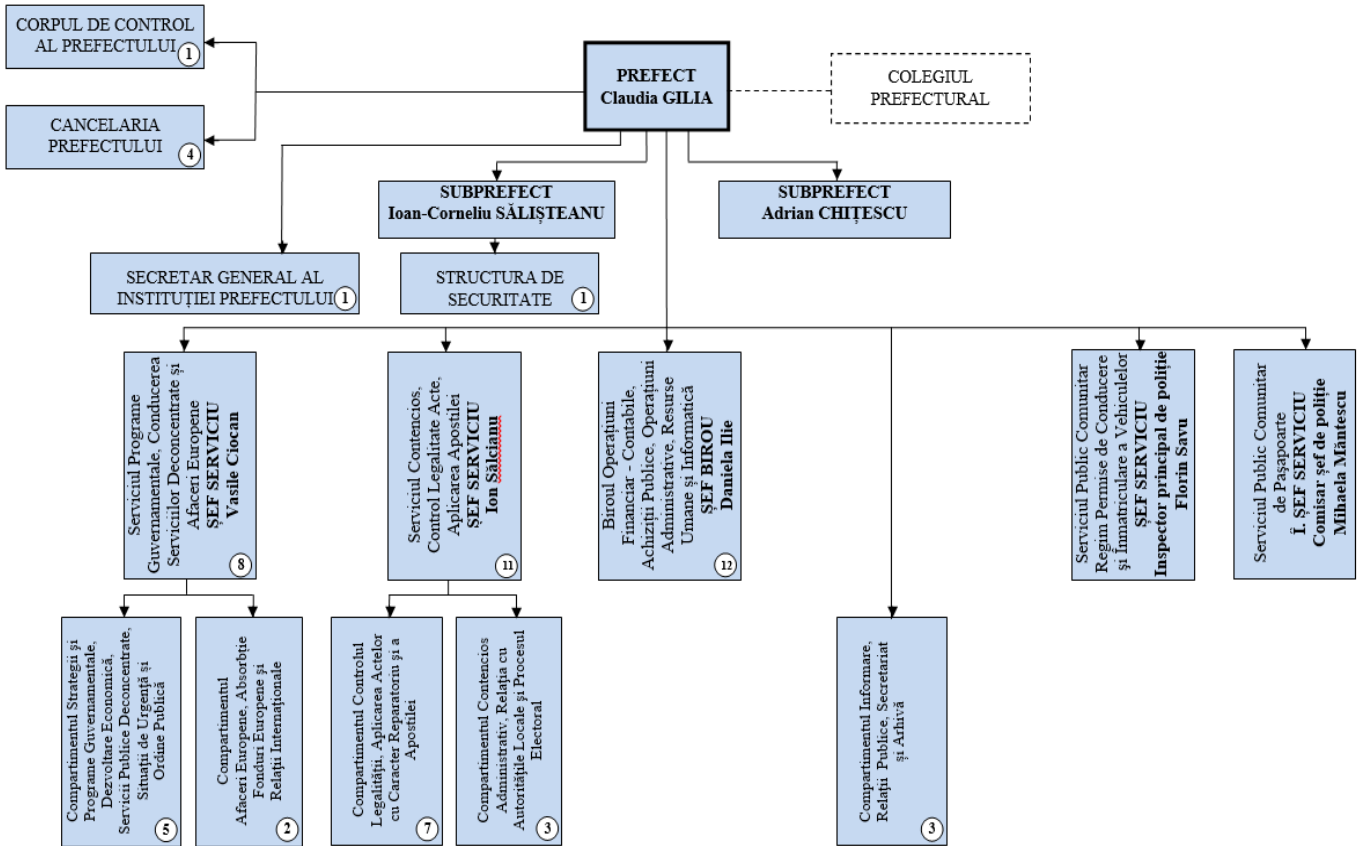 CORPUL DE CONTROL
AL PREFECTULUI
1
CANCELARIA
PREFECTULUI
4
PREFECT
Claudia GILIA
COLEGIUL
PREFECTURAL
SUBPREFECT
Ioan-Corneliu SĂLIȘTEANU
SUBPREFECT
Adrian CHIȚESCU
SECRETAR GENERAL AL
INSTITUȚIEI PREFECTULUI
1
STRUCTURA DE
SECURITATE
1
Serviciul Programe
Guvernamentale, Conducerea
Serviciilor Deconcentrate și
Afaceri Europene
ȘEF SERVICIU
Vasile Ciocan
8
Serviciul Contencios,
Control Legalitate Acte,
Aplicarea Apostilei
ȘEF SERVICIU
Ion Sălcianu
11
Biroul Operațiuni
Financiar - Contabile,
Achiziții Publice, Operațiuni
Administrative, Resurse
Umane și Informatică
ȘEF BIROU
Daniela Ilie
12
Serviciul Public Comunitar
Regim Permise de Conducere
și Înmatriculare a Vehiculelor
ȘEF SERVICIU
Inspector principal de poliție
Florin Savu
Serviciul Public Comunitar
de Pașapoarte
Î. ȘEF SERVICIU
Comisar șef de poliție
Mihaela Măntescu
Compartimentul Strategii și
Programe Guvernamentale,
Dezvoltare Economică,
Servicii Publice Deconcentrate,
Situații de Urgență și
Ordine Publică
5
Compartimentul
Afaceri Europene, Absorbție
Fonduri Europene și
Relații Internaționale
2
Compartimentul Controlul
Legalității, Aplicarea Actelor
cu Caracter Reparatoriu și a
Apostilei
7
Compartimentul Contencios
Administrativ, Relația cu
Autoritățile Locale și Procesul
Electoral
3
Compartimentul Informare,
Relații Publice, Secretariat
și Arhivă
3